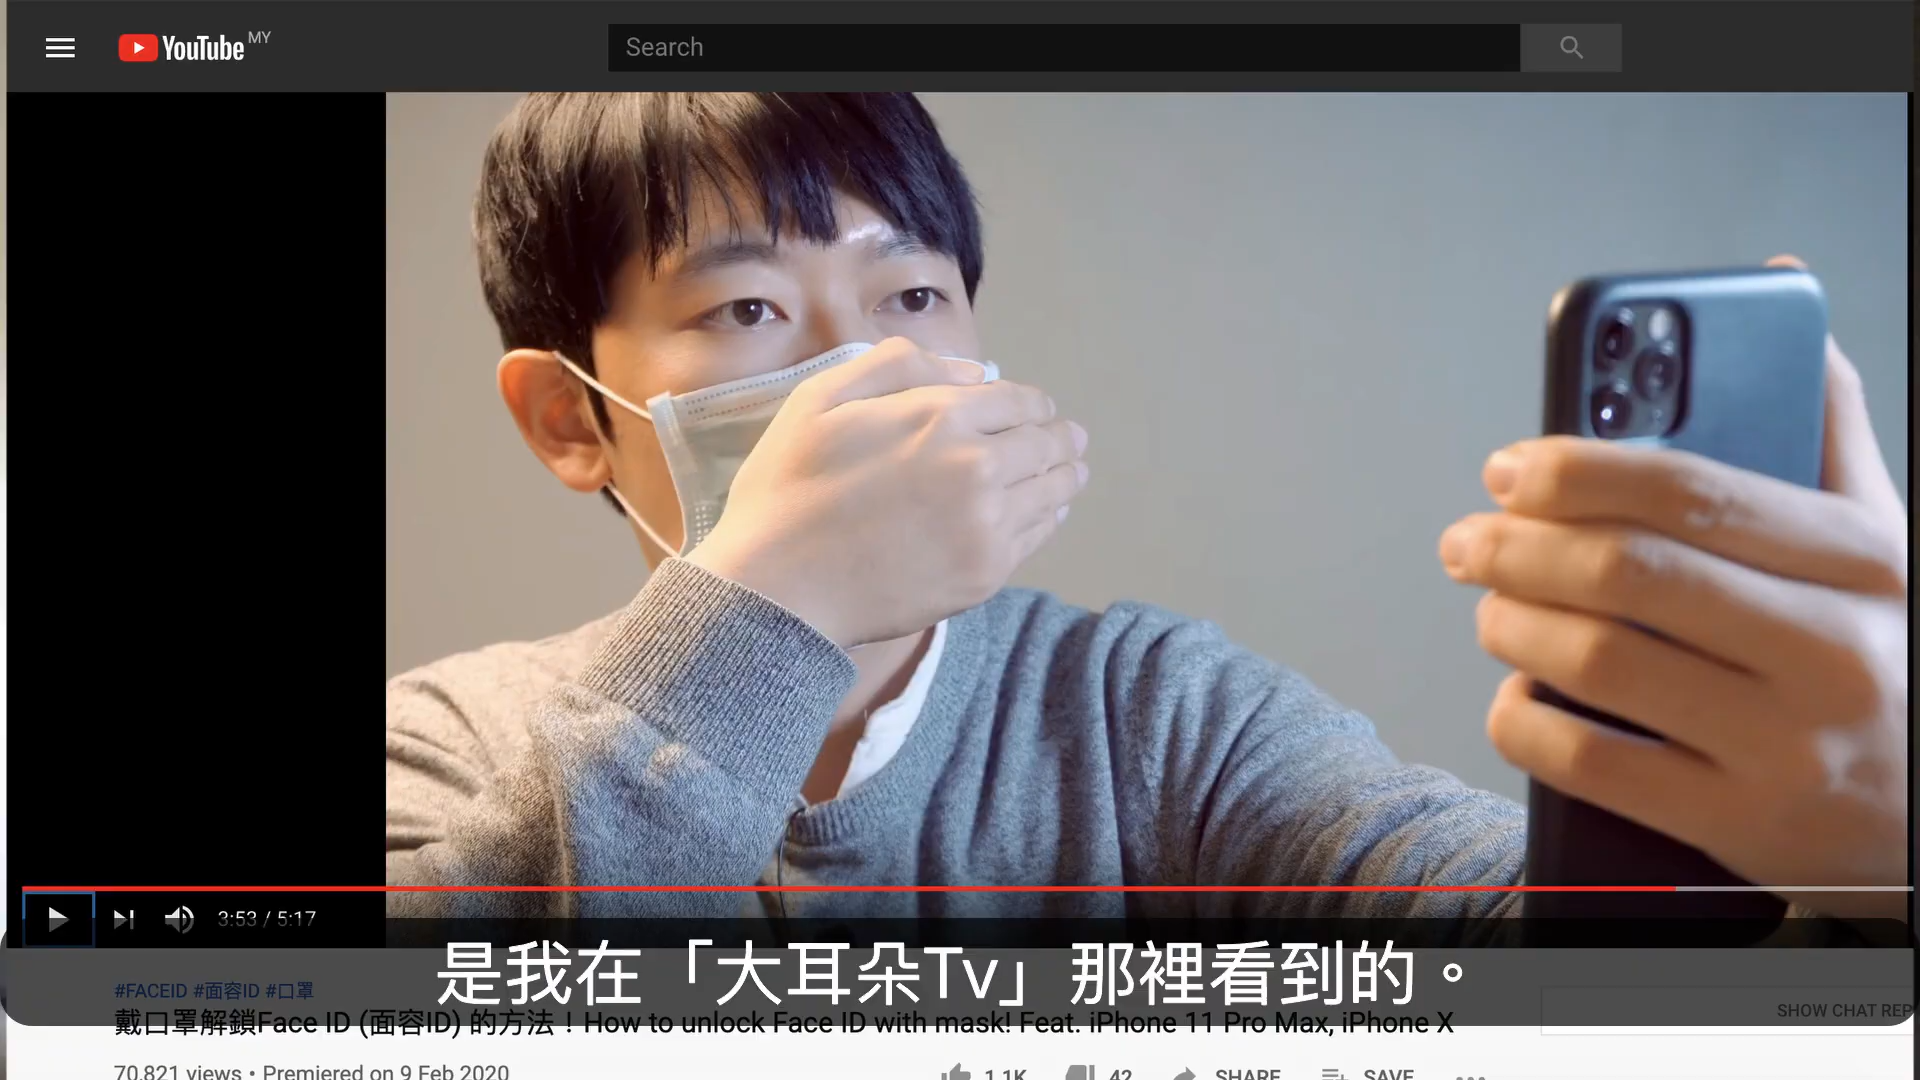 YouTube MY
Search
3:53 / 5:17
是我在「大耳朵Tv」那裡看到的。
#FACEID #面容ID #口罩
戴口罩解鎖Face ID (面容ID) 的方法！How to unlock Face ID with mask! Feat. iPhone 11 Pro Max, iPhone X
SHOW CHAT REP
70,821 views • Premiered on 9 Feb 2020
1.1K 42 SHARE SAVE